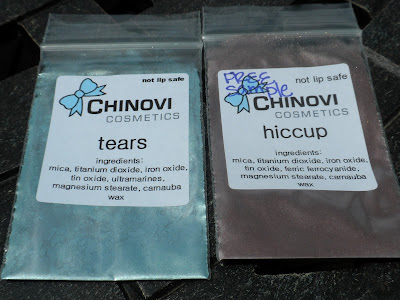 not lip safe
CHINOVI
COSMETICS
tears
ingredients:
mica, titanium dioxide, iron oxide,
tin oxide, ultramarines,
magnesium stearate, carnauba
wax
not lip safe
FREE
Sample
CHINOVI
COSMETICS
hiccup
ingredients:
mica, titanium dioxide, iron oxide,
tin oxide, ferric ferrocyanide,
magnesium stearate, carnauba
wax